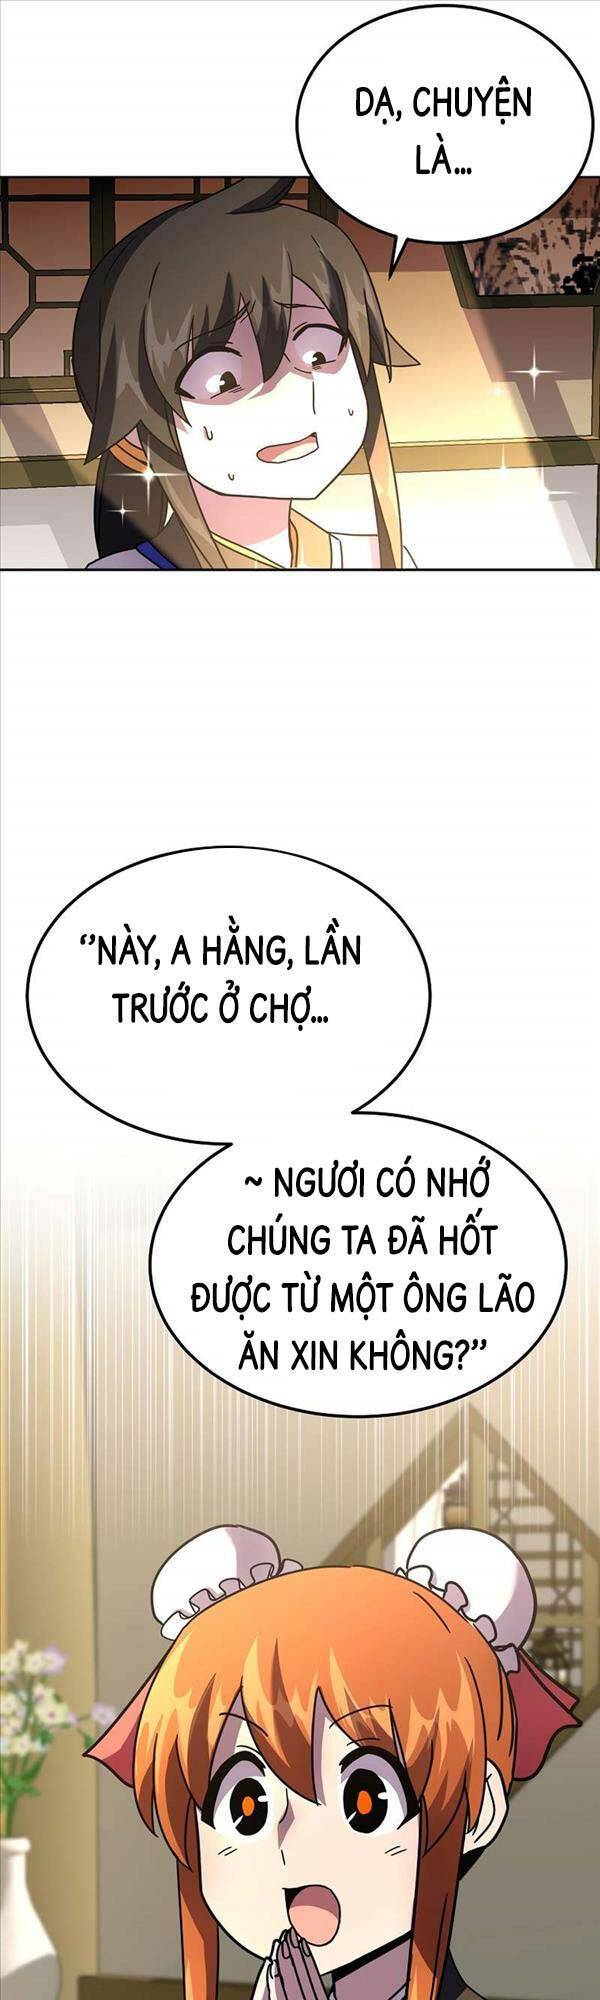 DẠ, CHUYỆN
LÀ...
‘’NÀY, A HẰNG, LẦN
TRƯỚC Ở CHỢ...
~ NGƯƠI CÓ NHỚ
CHÚNG TA ĐÃ HỐT
ĐƯỢC TỪ MỘT ÔNG LÃO
ĂN XIN KHÔNG?’’